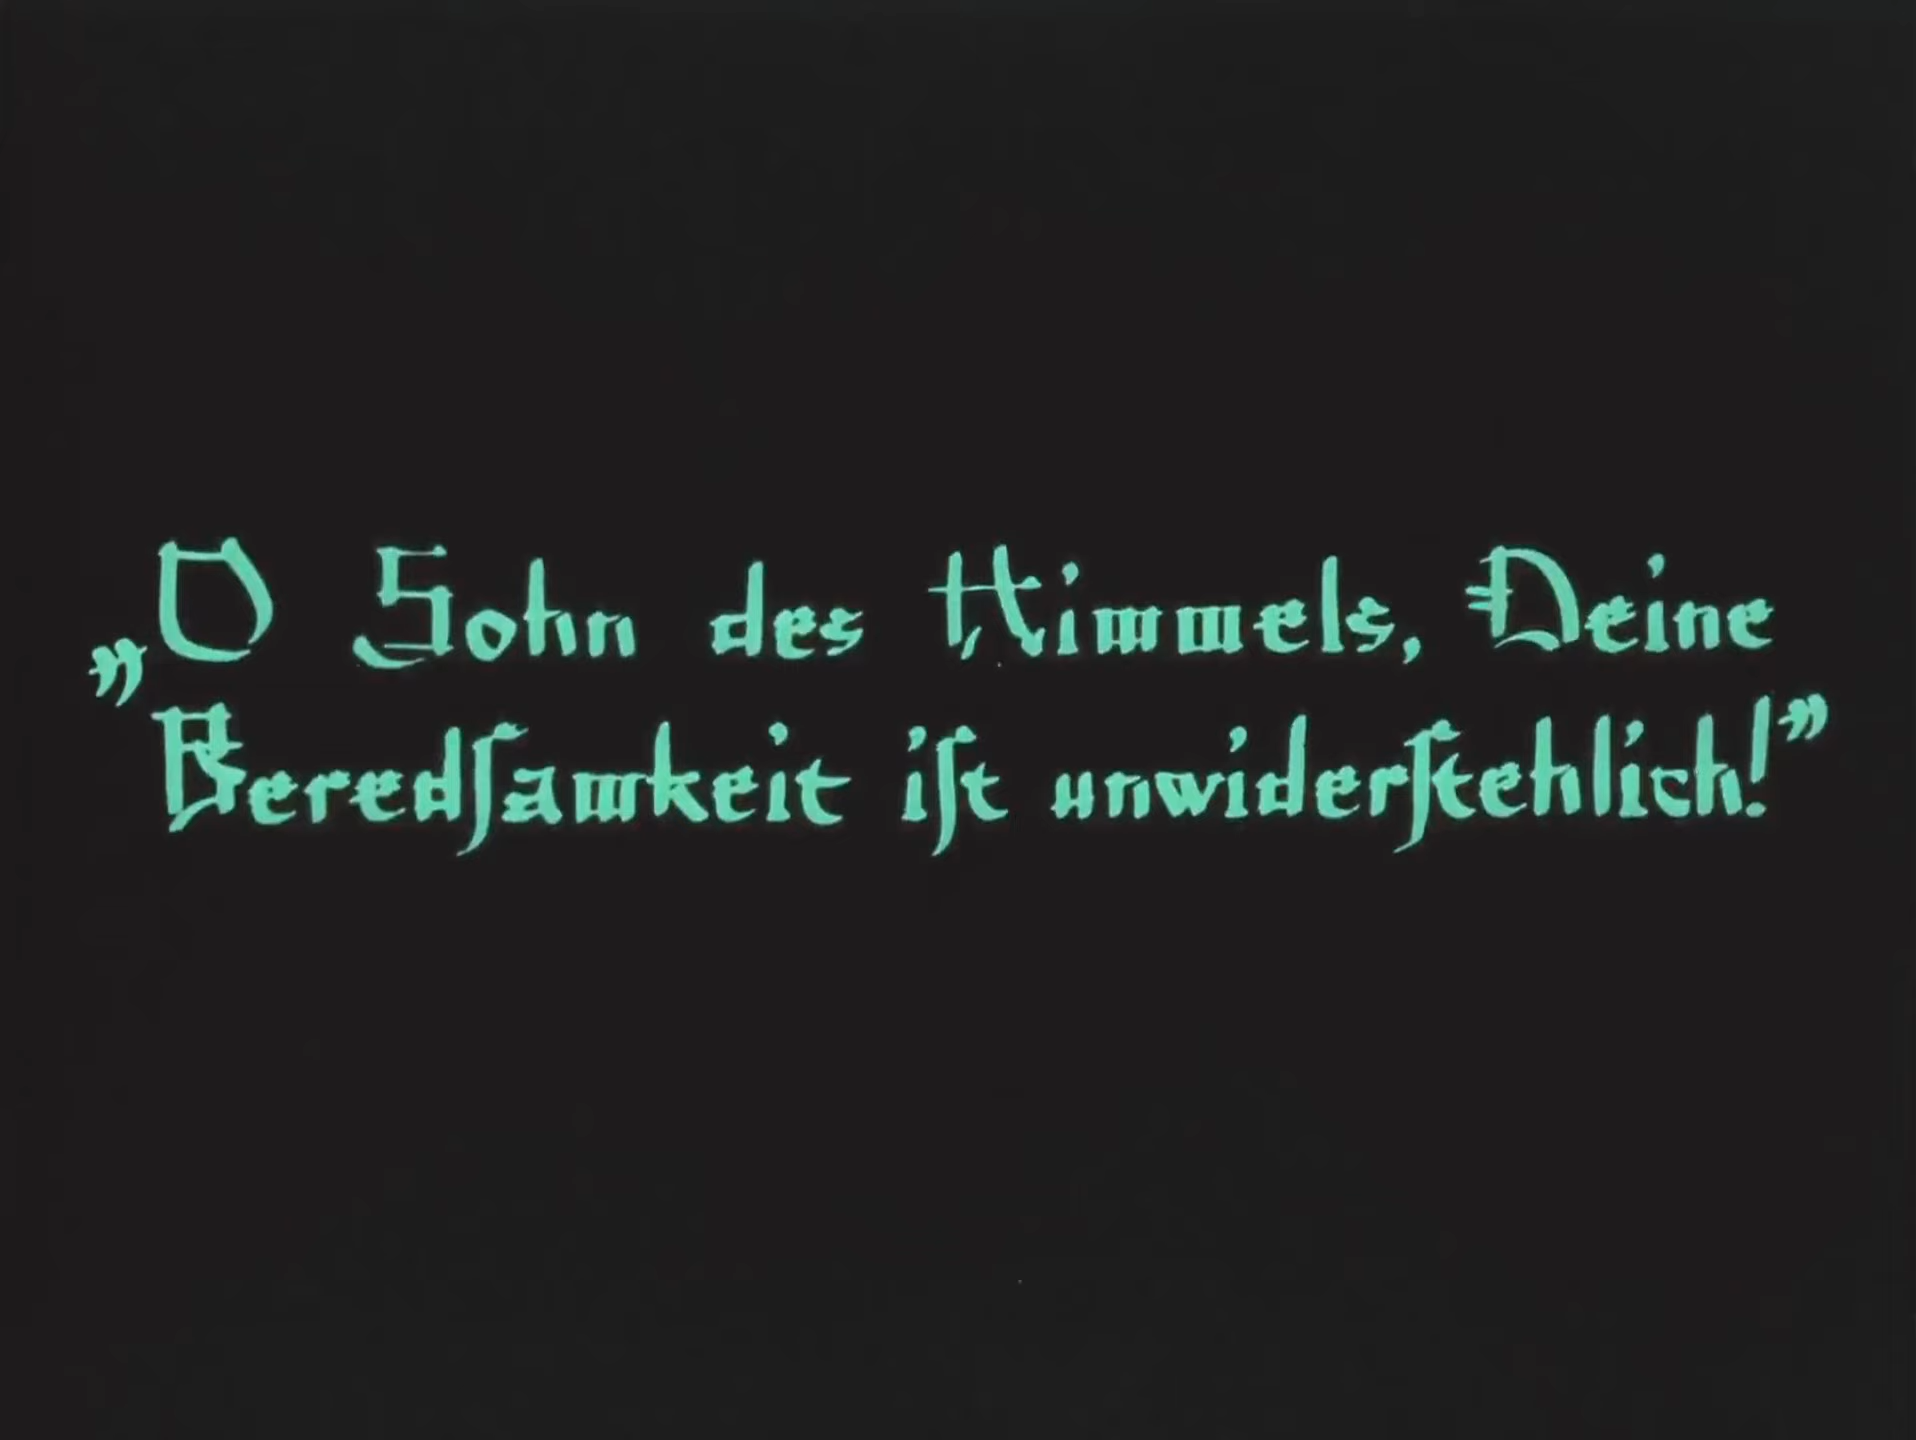 „O Sohn des Himmels, Deine
Beredſamkeit iſt unwiderſtehlich!”